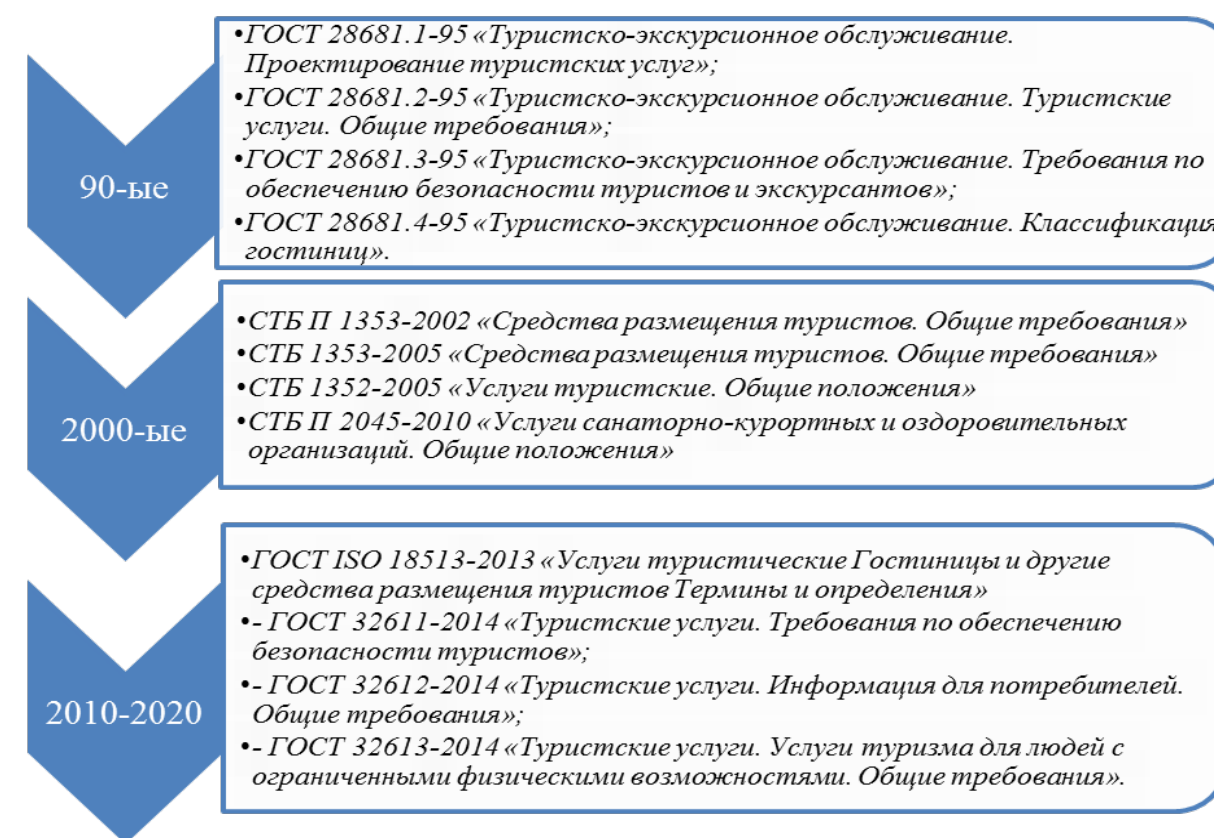 90-ые
•ГОСТ 28681.1-95 «Туристско-экскурсионное обслуживание.
Проектирование туристских услуг»;
•ГОСТ 28681.2-95 «Туристско-экскурсионное обслуживание. Туристские
услуги. Общие требования»;
•ГОСТ 28681.3-95 «Туристско-экскурсионное обслуживание. Требования по
обеспечению безопасности туристов и экскурсантов»;
•ГОСТ 28681.4-95 «Туристско-экскурсионное обслуживание. Классификация
гостиниц».
2000-ые
•СТБ П 1353-2002 «Средства размещения туристов. Общие требования»
•СТБ 1353-2005 «Средства размещения туристов. Общие требования»
•СТБ 1352-2005 «Услуги туристские. Общие положения»
•СТБ П 2045-2010 «Услуги санаторно-курортных и оздоровительных
организаций. Общие положения»
2010-2020
•ГОСТ ISO 18513-2013 «Услуги туристические Гостиницы и другие
средства размещения туристов Термины и определения»
•- ГОСТ 32611-2014 «Туристские услуги. Требования по обеспечению
безопасности туристов»;
•- ГОСТ 32612-2014 «Туристские услуги. Информация для потребителей.
Общие требования»;
•- ГОСТ 32613-2014 «Туристские услуги. Услуги туризма для людей с
ограниченными физическими возможностями. Общие требования».